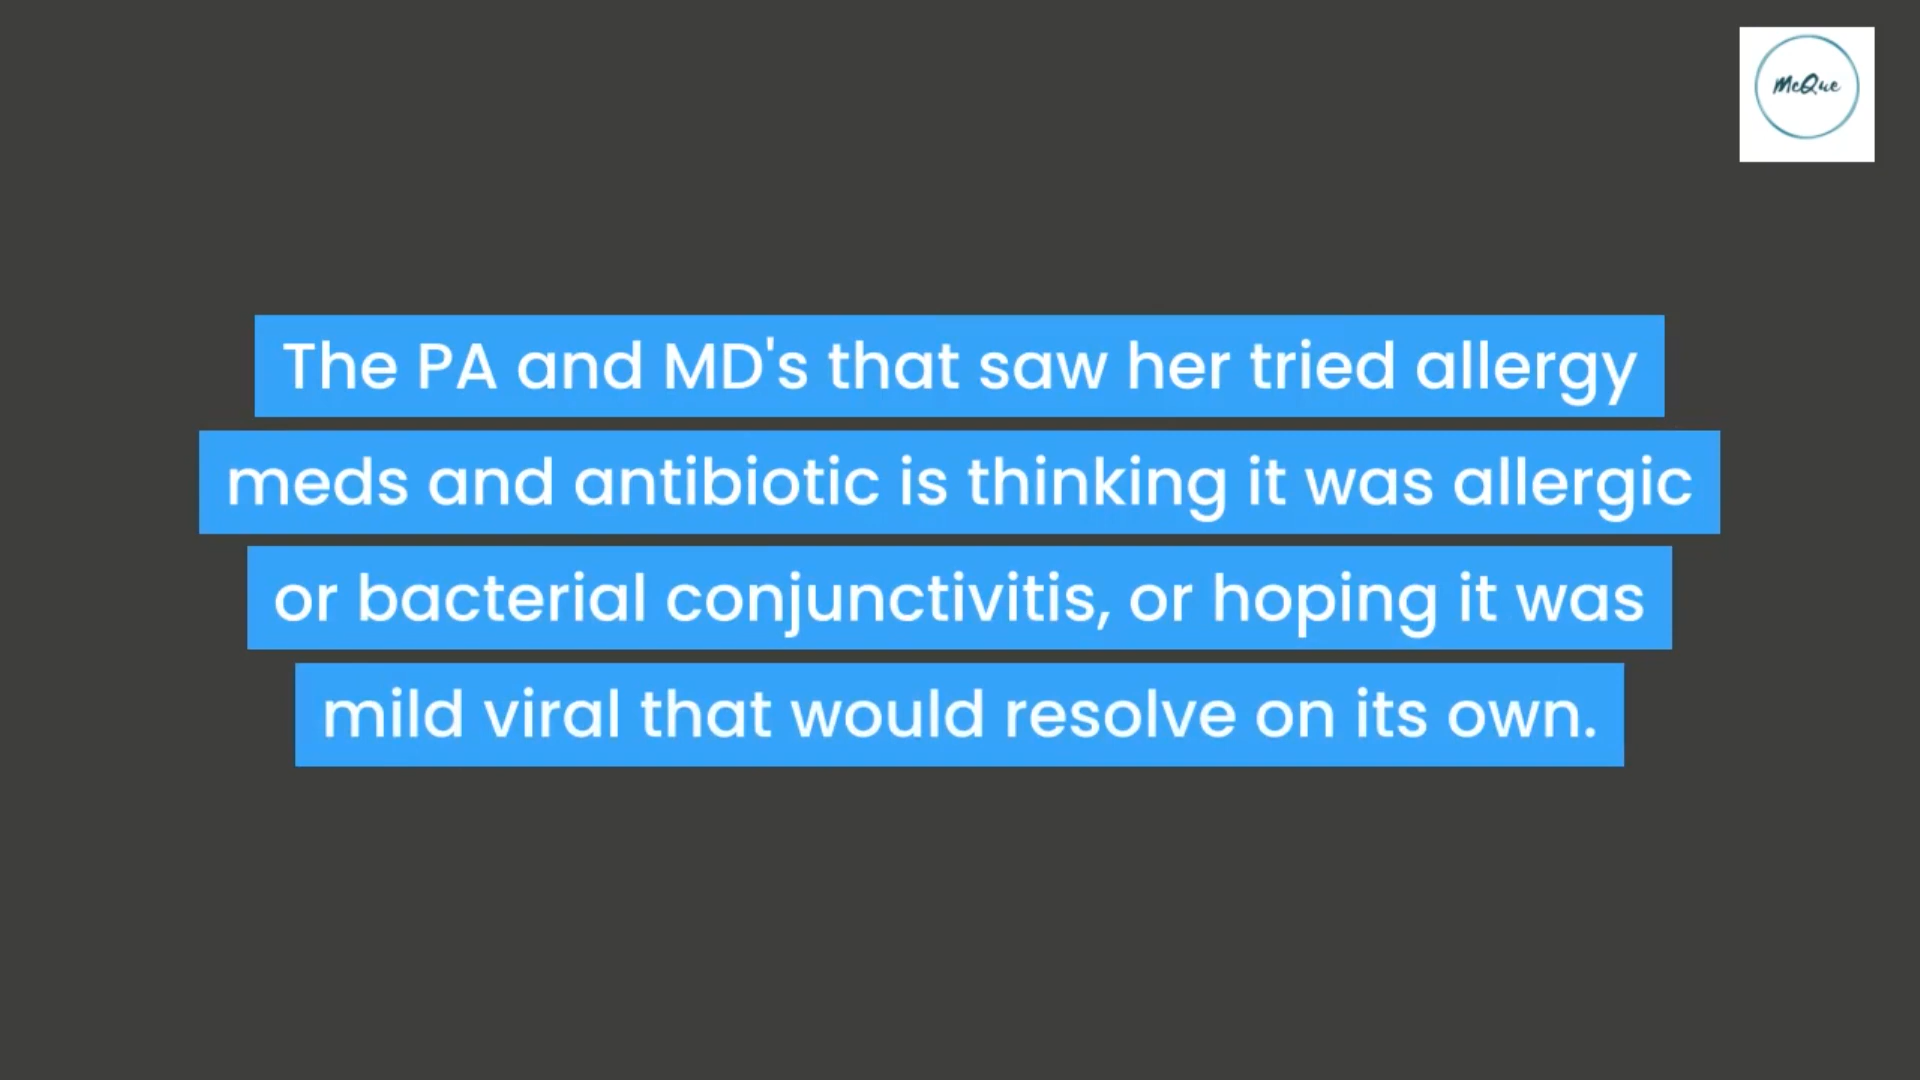 McQue
The PA and MD's that saw her tried allergy
meds and antibiotic is thinking it was allergic
or bacterial conjunctivitis, or hoping it was
mild viral that would resolve on its own.